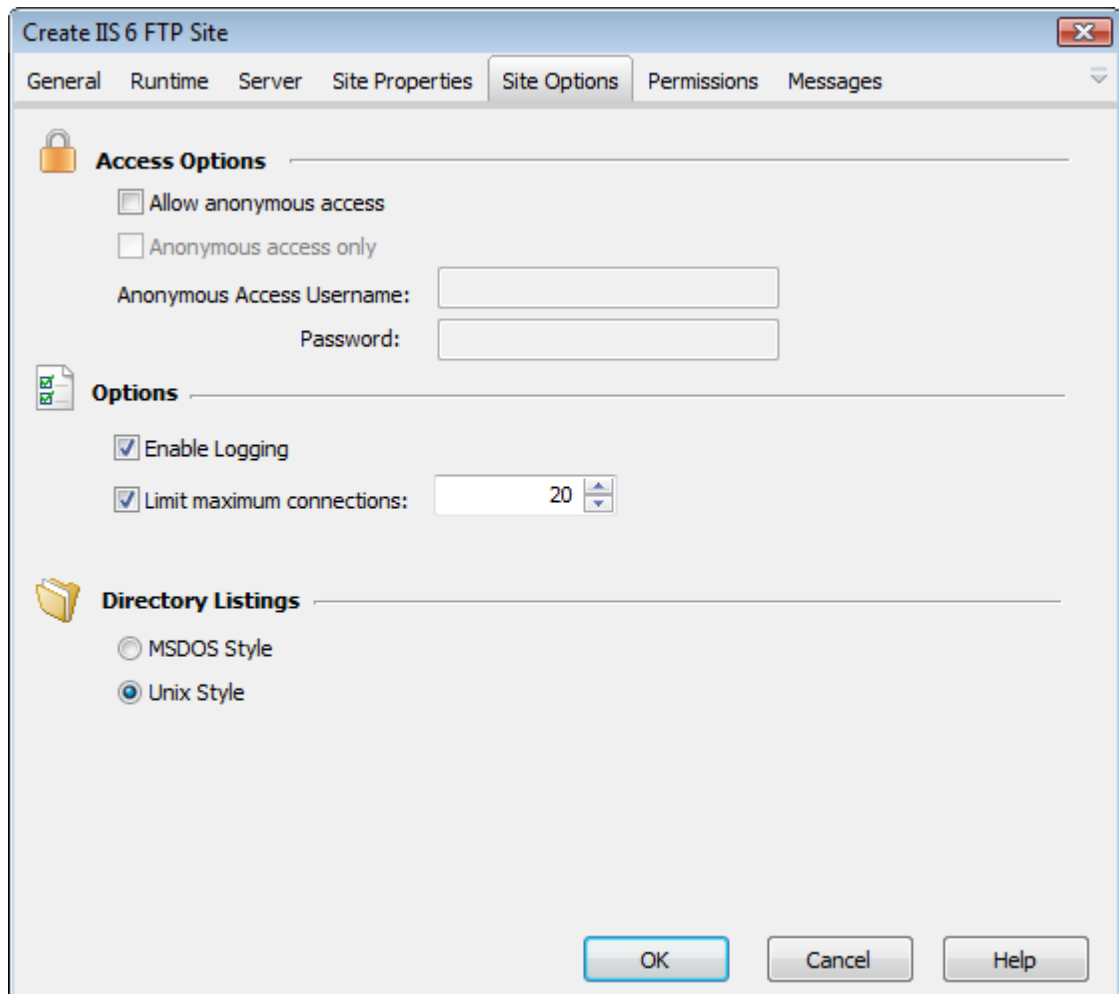 Create IIS 6 FTP Site
General Runtime Server Site Properties Site Options Permissions Messages
Access Options
Allow anonymous access
Anonymous access only
Anonymous Access Username:
Password:
Options
Enable Logging
Limit maximum connections: 20
Directory Listings
MSDOS Style
Unix Style
OK Cancel Help